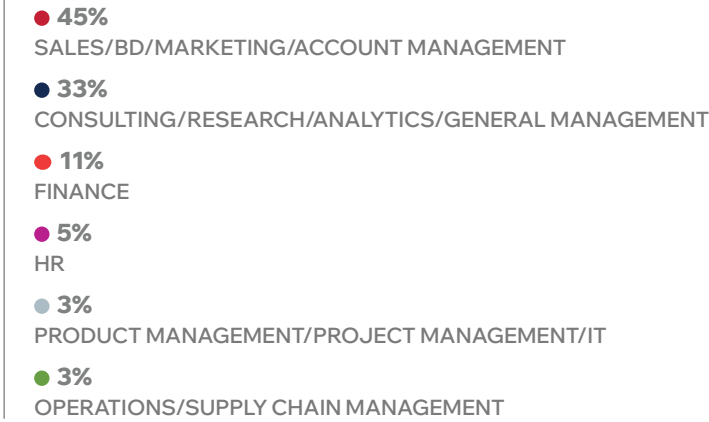 45%
SALES/BD/MARKETING/ACCOUNT MANAGEMENT
33%
CONSULTING/RESEARCH/ANALYTICS/GENERAL MANAGEMENT
11%
FINANCE
5%
HR
3%
PRODUCT MANAGEMENT/PROJECT MANAGEMENT/IT
3%
OPERATIONS/SUPPLY CHAIN MANAGEMENT